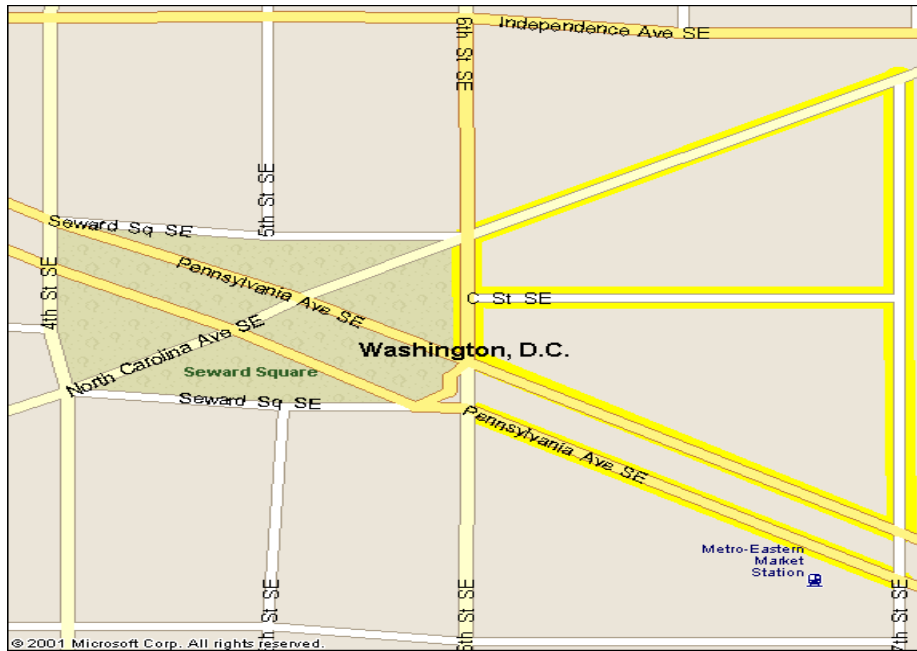 Independence Ave SE
6th St SE
5th St SE
Seward Sq SE
Pennsylvania Ave SE
4th St SE
C St SE
North Carolina Ave SE
Washington, D.C.
Seward Square
Seward Sq SE
Pennsylvania Ave SE
Metro-Eastern
Market
Station
St SE
6th St SE
7th St SE
© 2001 Microsoft Corp. All rights reserved.